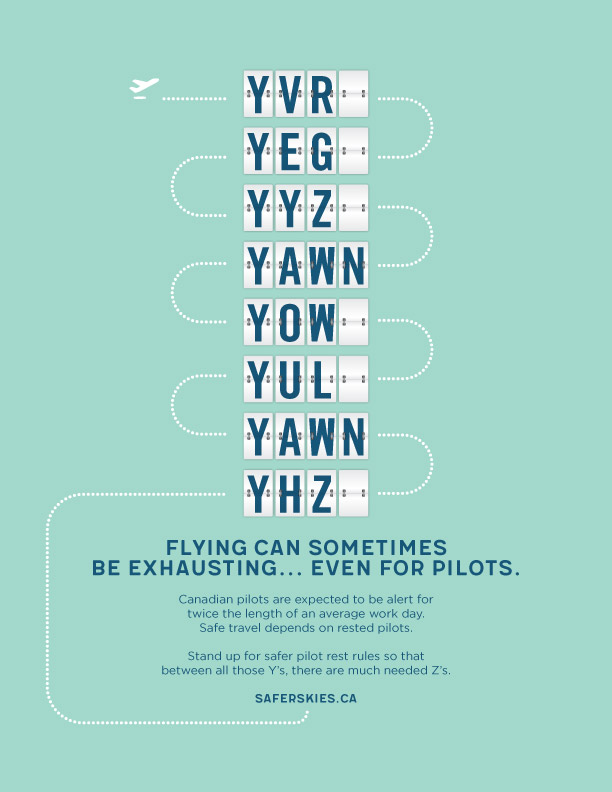 YVR
YEG
YYZ
YAWN
YOW
YUL
YAWN
YHZ
FLYING CAN SOMETIMES
BE EXHAUSTING... EVEN FOR PILOTS.
Canadian pilots are expected to be alert for
twice the length of an average work day.
Safe travel depends on rested pilots.
Stand up for safer pilot rest rules so that
between all those Y's, there are much needed Z's.
SAFERSKIES.CA